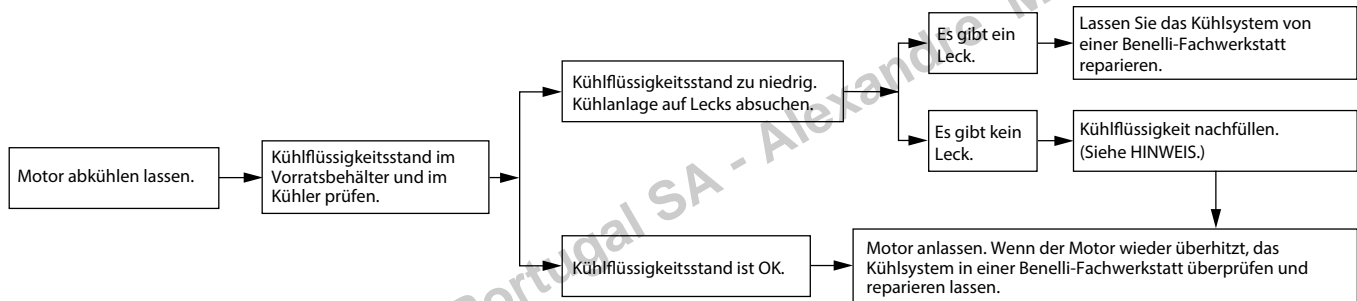 Motor abkühlen lassen.
Kühlflüssigkeitsstand im
Vorratsbehälter und im
Kühler prüfen.
Kühlflüssigkeitsstand zu niedrig.
Kühlanlage auf Lecks absuchen.
Es gibt ein
Leck.
Lassen Sie das Kühlsystem von
einer Benelli-Fachwerkstatt
reparieren.
Es gibt kein
Leck.
Kühlflüssigkeit nachfüllen.
(Siehe HINWEIS.)
Kühlflüssigkeitsstand ist OK.
Motor anlassen. Wenn der Motor wieder überhitzt, das
Kühlsystem in einer Benelli-Fachwerkstatt überprüfen und
reparieren lassen.
Portugal SA - Alexandre